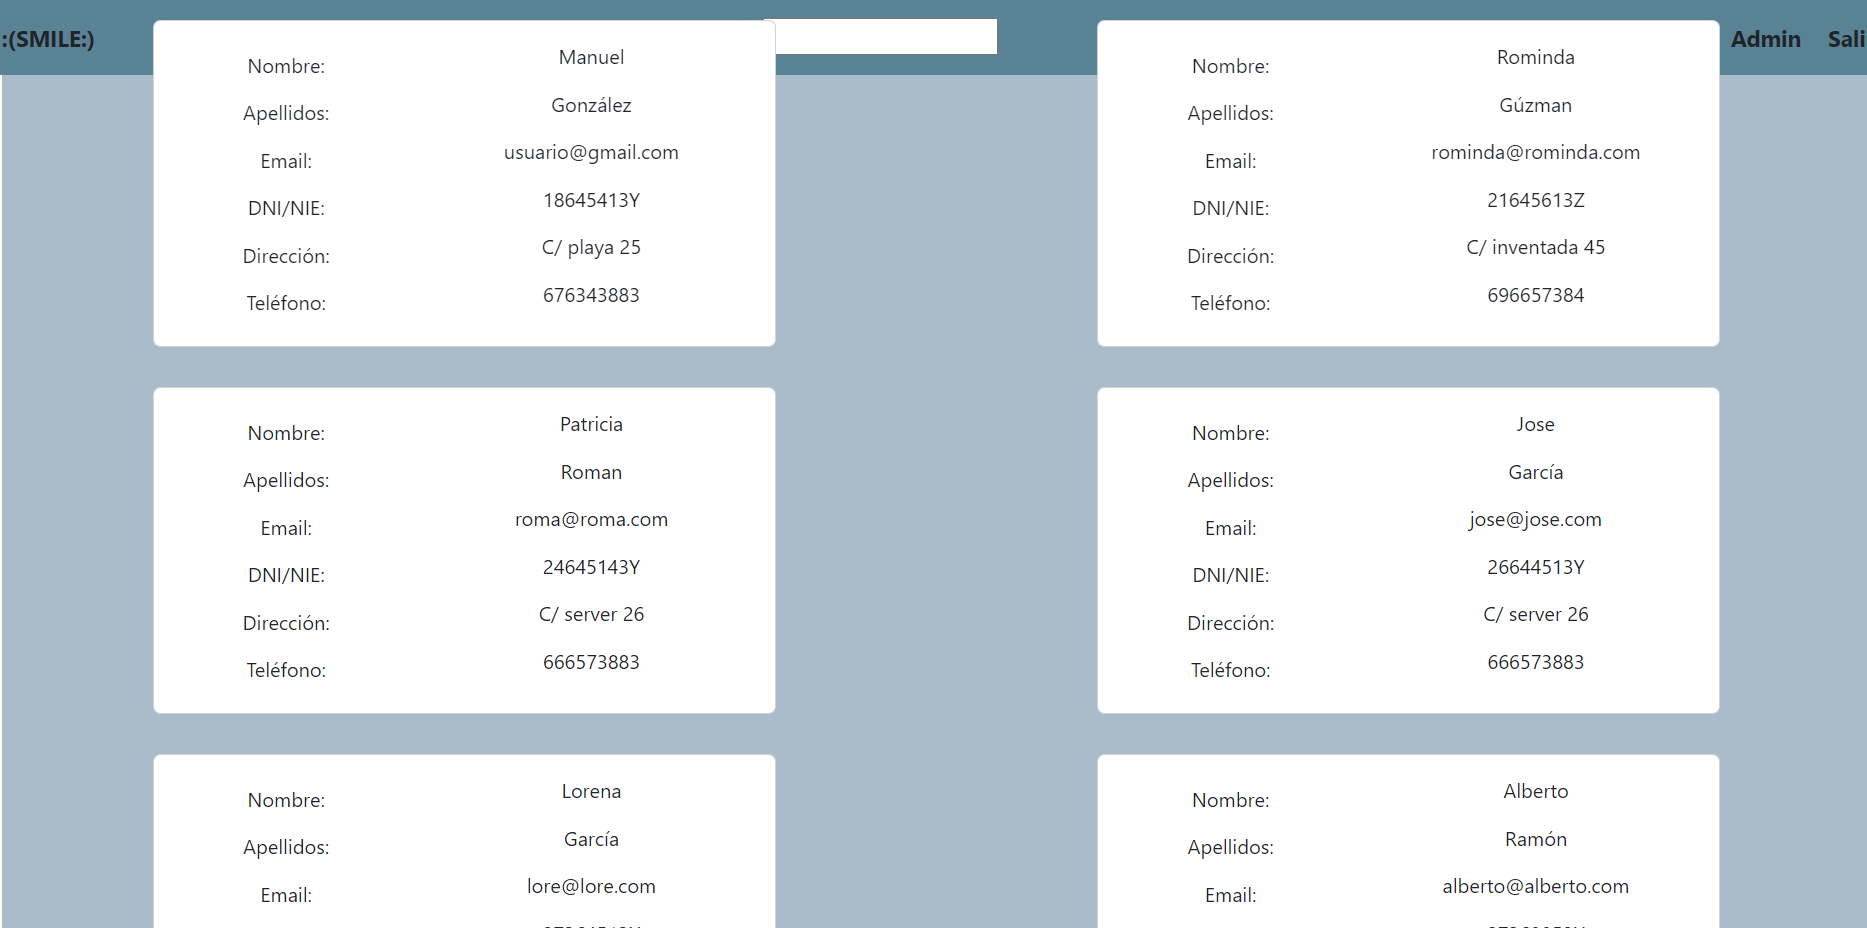 :(SMILE:)
Admin Sali
Nombre: Manuel
Apellidos: González
Email: usuario@gmail.com
DNI/NIE: 18645413Y
Dirección: C/ playa 25
Teléfono: 676343883
Nombre: Rominda
Apellidos: Gúzman
Email: rominda@rominda.com
DNI/NIE: 21645613Z
Dirección: C/ inventada 45
Teléfono: 696657384
Nombre: Patricia
Apellidos: Roman
Email: roma@roma.com
DNI/NIE: 24645143Y
Dirección: C/ server 26
Teléfono: 666573883
Nombre: Jose
Apellidos: García
Email: jose@jose.com
DNI/NIE: 26644513Y
Dirección: C/ server 26
Teléfono: 666573883
Nombre: Lorena
Apellidos: García
Email: lore@lore.com
Nombre: Alberto
Apellidos: Ramón
Email: alberto@alberto.com